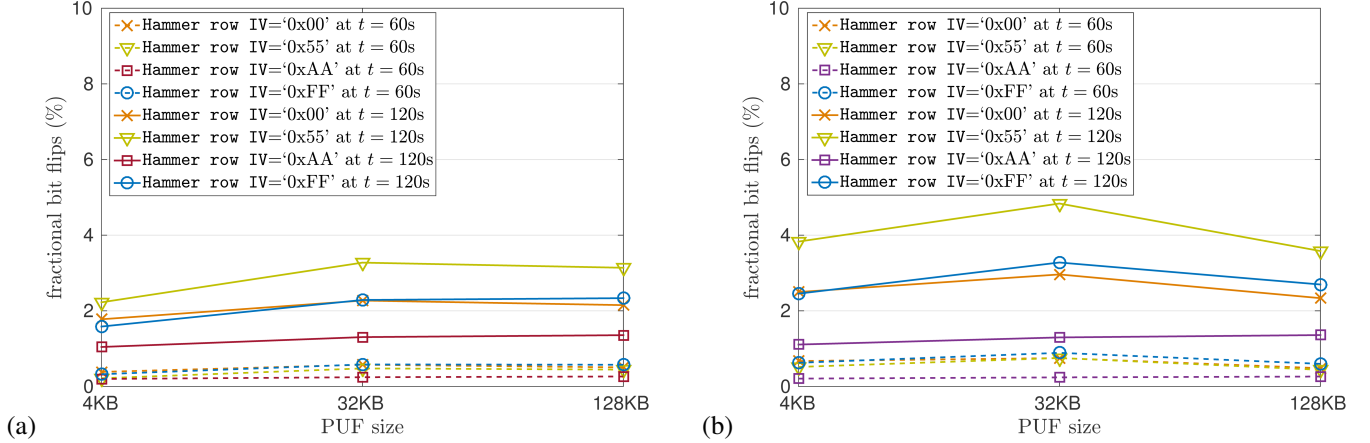 10
8
6
4
2
0
fractional bit flips (%)
Hammer row IV=‘0x00’ at t = 60s
Hammer row IV=‘0x55’ at t = 60s
Hammer row IV=‘0xAA’ at t = 60s
Hammer row IV=‘0xFF’ at t = 60s
Hammer row IV=‘0x00’ at t = 120s
Hammer row IV=‘0x55’ at t = 120s
Hammer row IV=‘0xAA’ at t = 120s
Hammer row IV=‘0xFF’ at t = 120s
4KB 32KB 128KB
PUF size
(a)
10
8
6
4
2
0
fractional bit flips (%)
Hammer row IV=‘0x00’ at t = 60s
Hammer row IV=‘0x55’ at t = 60s
Hammer row IV=‘0xAA’ at t = 60s
Hammer row IV=‘0xFF’ at t = 60s
Hammer row IV=‘0x00’ at t = 120s
Hammer row IV=‘0x55’ at t = 120s
Hammer row IV=‘0xAA’ at t = 120s
Hammer row IV=‘0xFF’ at t = 120s
4KB 32KB 128KB
PUF size
(b)